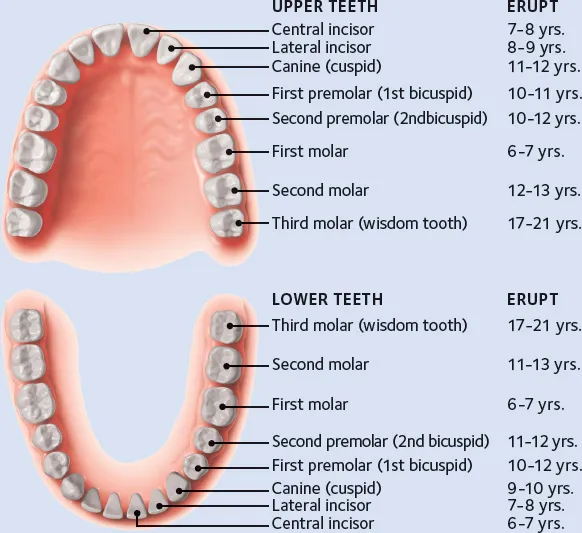 UPPER TEETH ERUPT
Central incisor 7–8 yrs.
Lateral incisor 8–9 yrs.
Canine (cuspid) 11–12 yrs.
First premolar (1st bicuspid) 10–11 yrs.
Second premolar (2ndbicuspid) 10–12 yrs.
First molar 6–7 yrs.
Second molar 12–13 yrs.
Third molar (wisdom tooth) 17–21 yrs.
LOWER TEETH ERUPT
Third molar (wisdom tooth) 17–21 yrs.
Second molar 11–13 yrs.
First molar 6–7 yrs.
Second premolar (2nd bicuspid) 11–12 yrs.
First premolar (1st bicuspid) 10–12 yrs.
Canine (cuspid) 9–10 yrs.
Lateral incisor 7–8 yrs.
Central incisor 6–7 yrs.